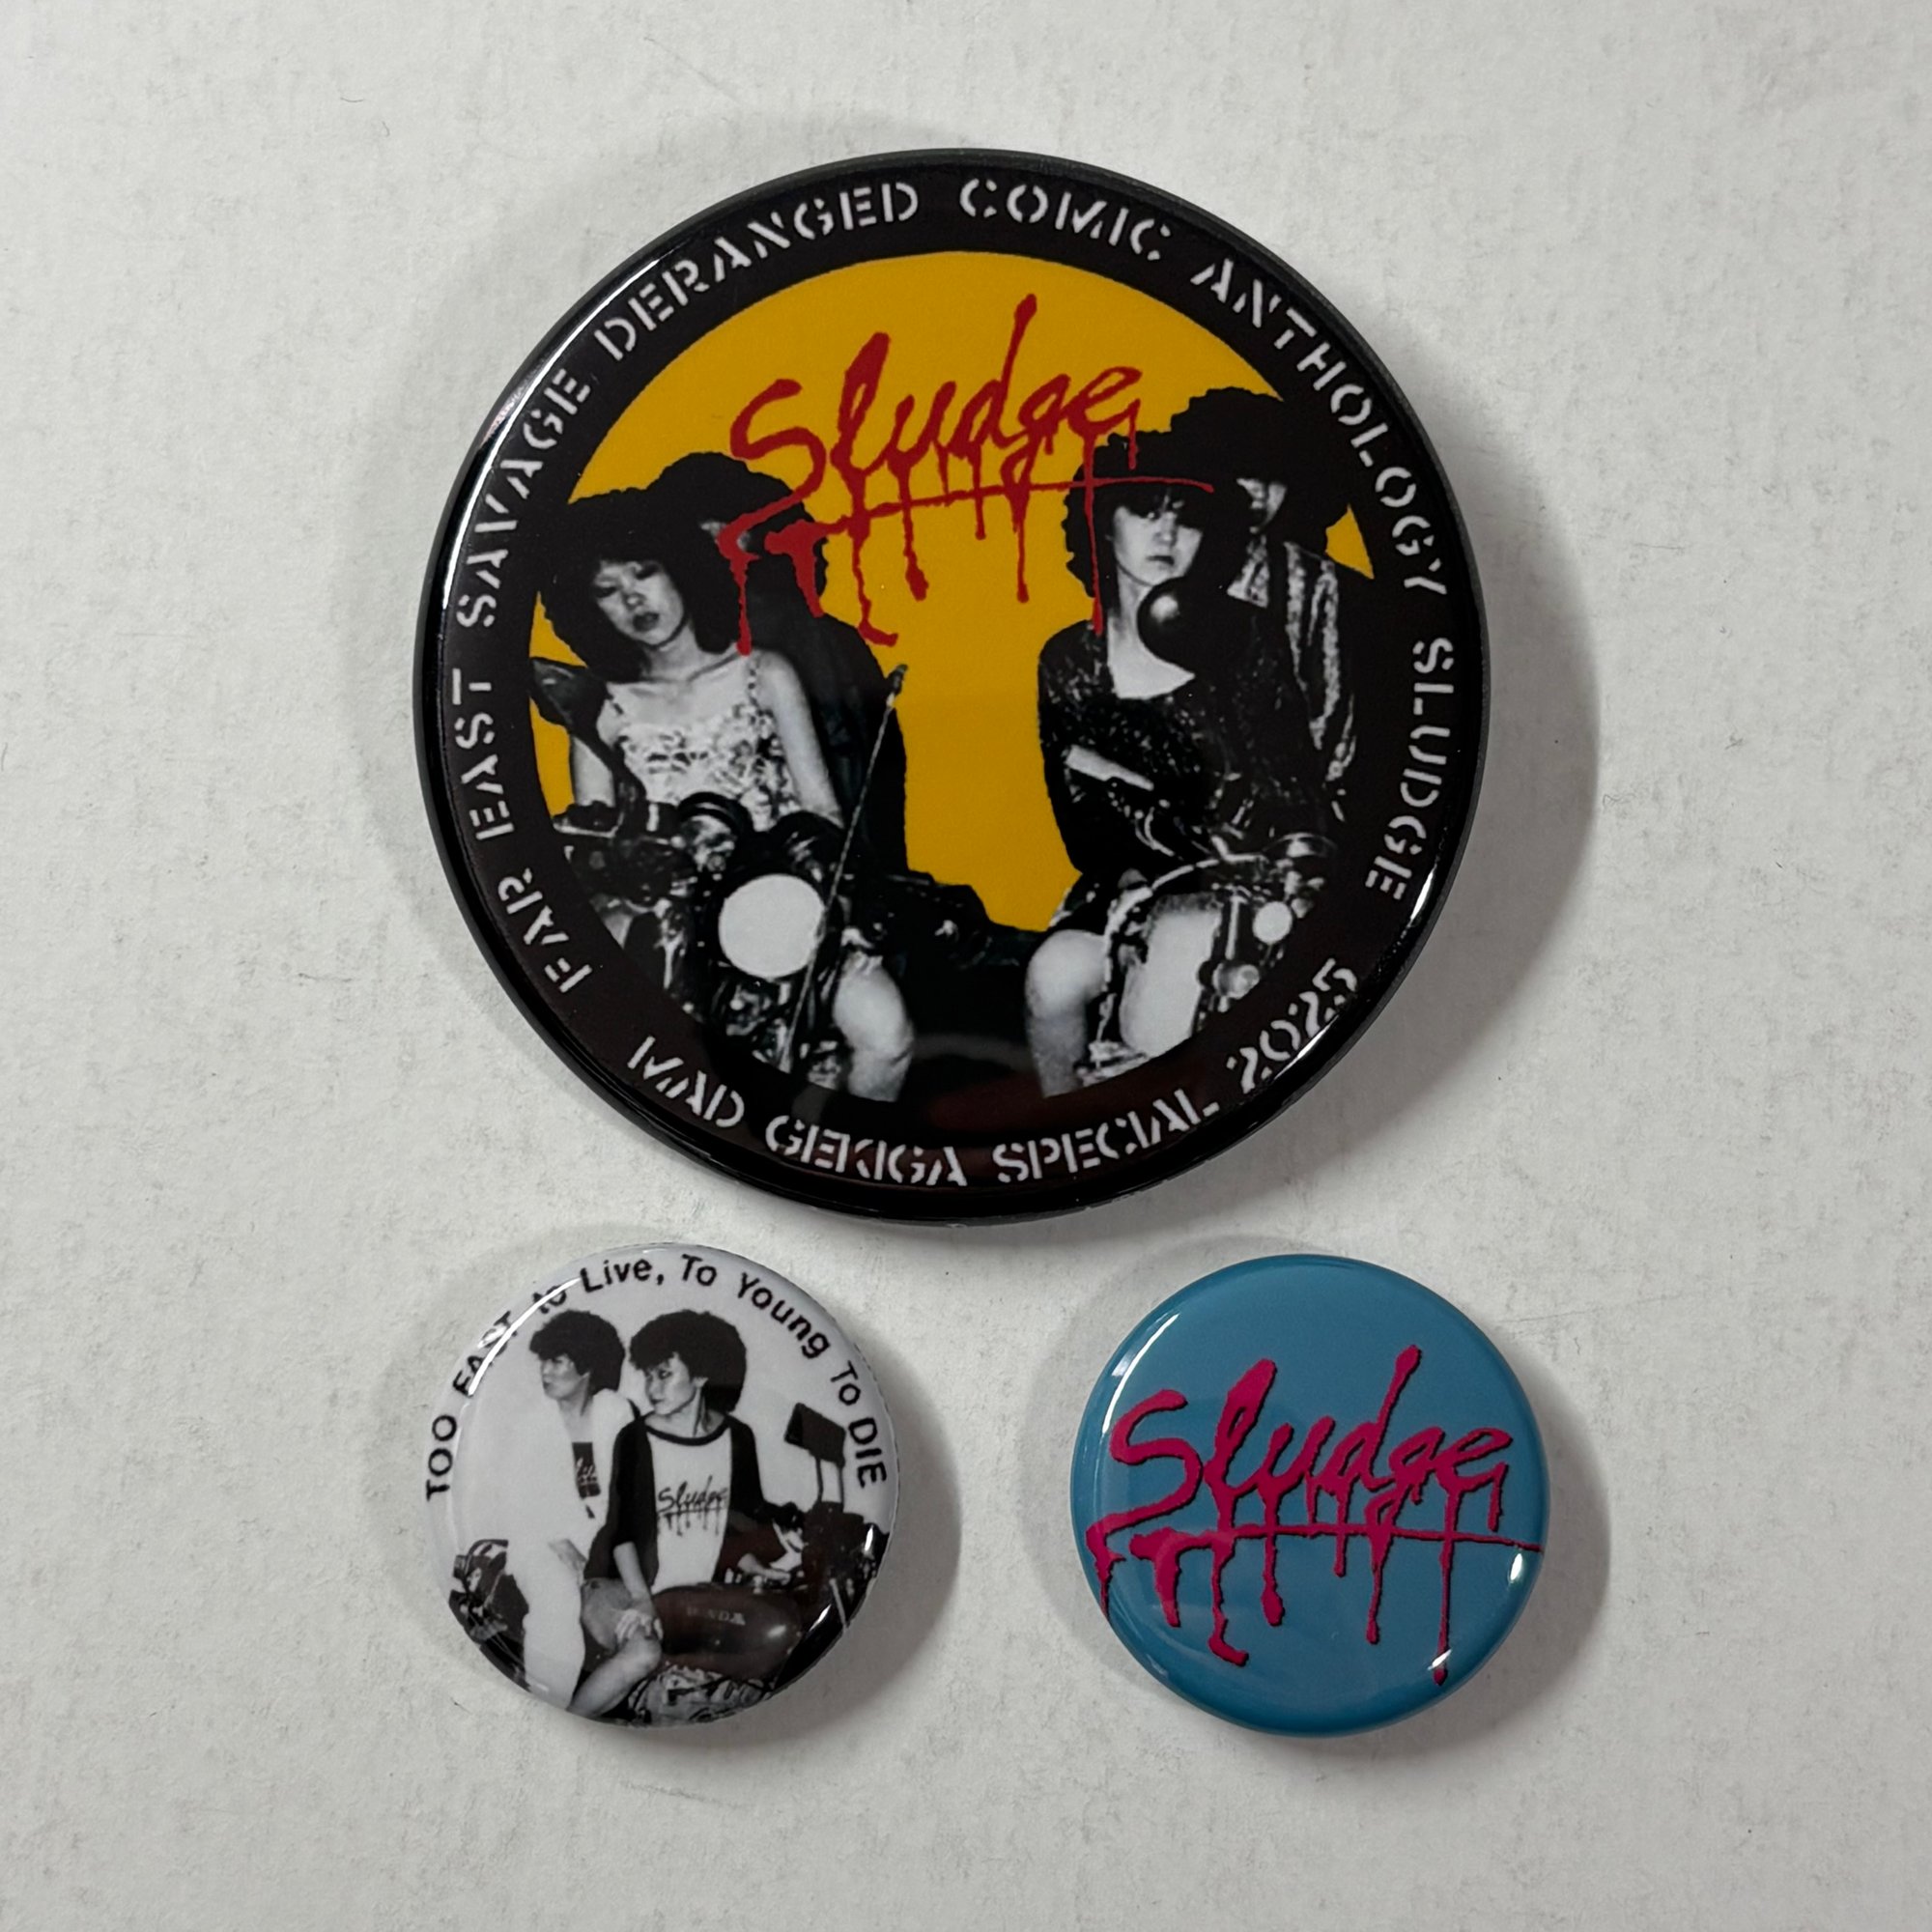 FAR EAST SAVAGE DERANGED COMIC ANTHOLOGY SLUDGE
Sludge
MAD GEKIGA SPECIAL 2025
TOO EAST to Live, To Young To DIE
Sludge
Sludge